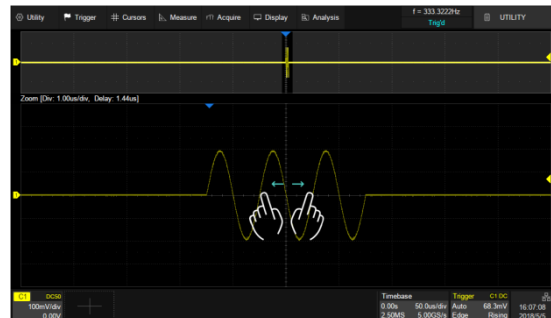 Utility Trigger Cursors Measure Acquire Display Analysis
f = 333.3222Hz
Trig'd
UTILITY
D
Zoom [Div: 1.00us/div, Delay: 1.44us]
D
C1 DC50
100mV/div
0.00V
Timebase
0.00s 50.0us/div
2.50MS 5.00GS/s
Trigger C1 DC
Auto 68.3mV
Edge Rising
16:07:08
2018/5/5